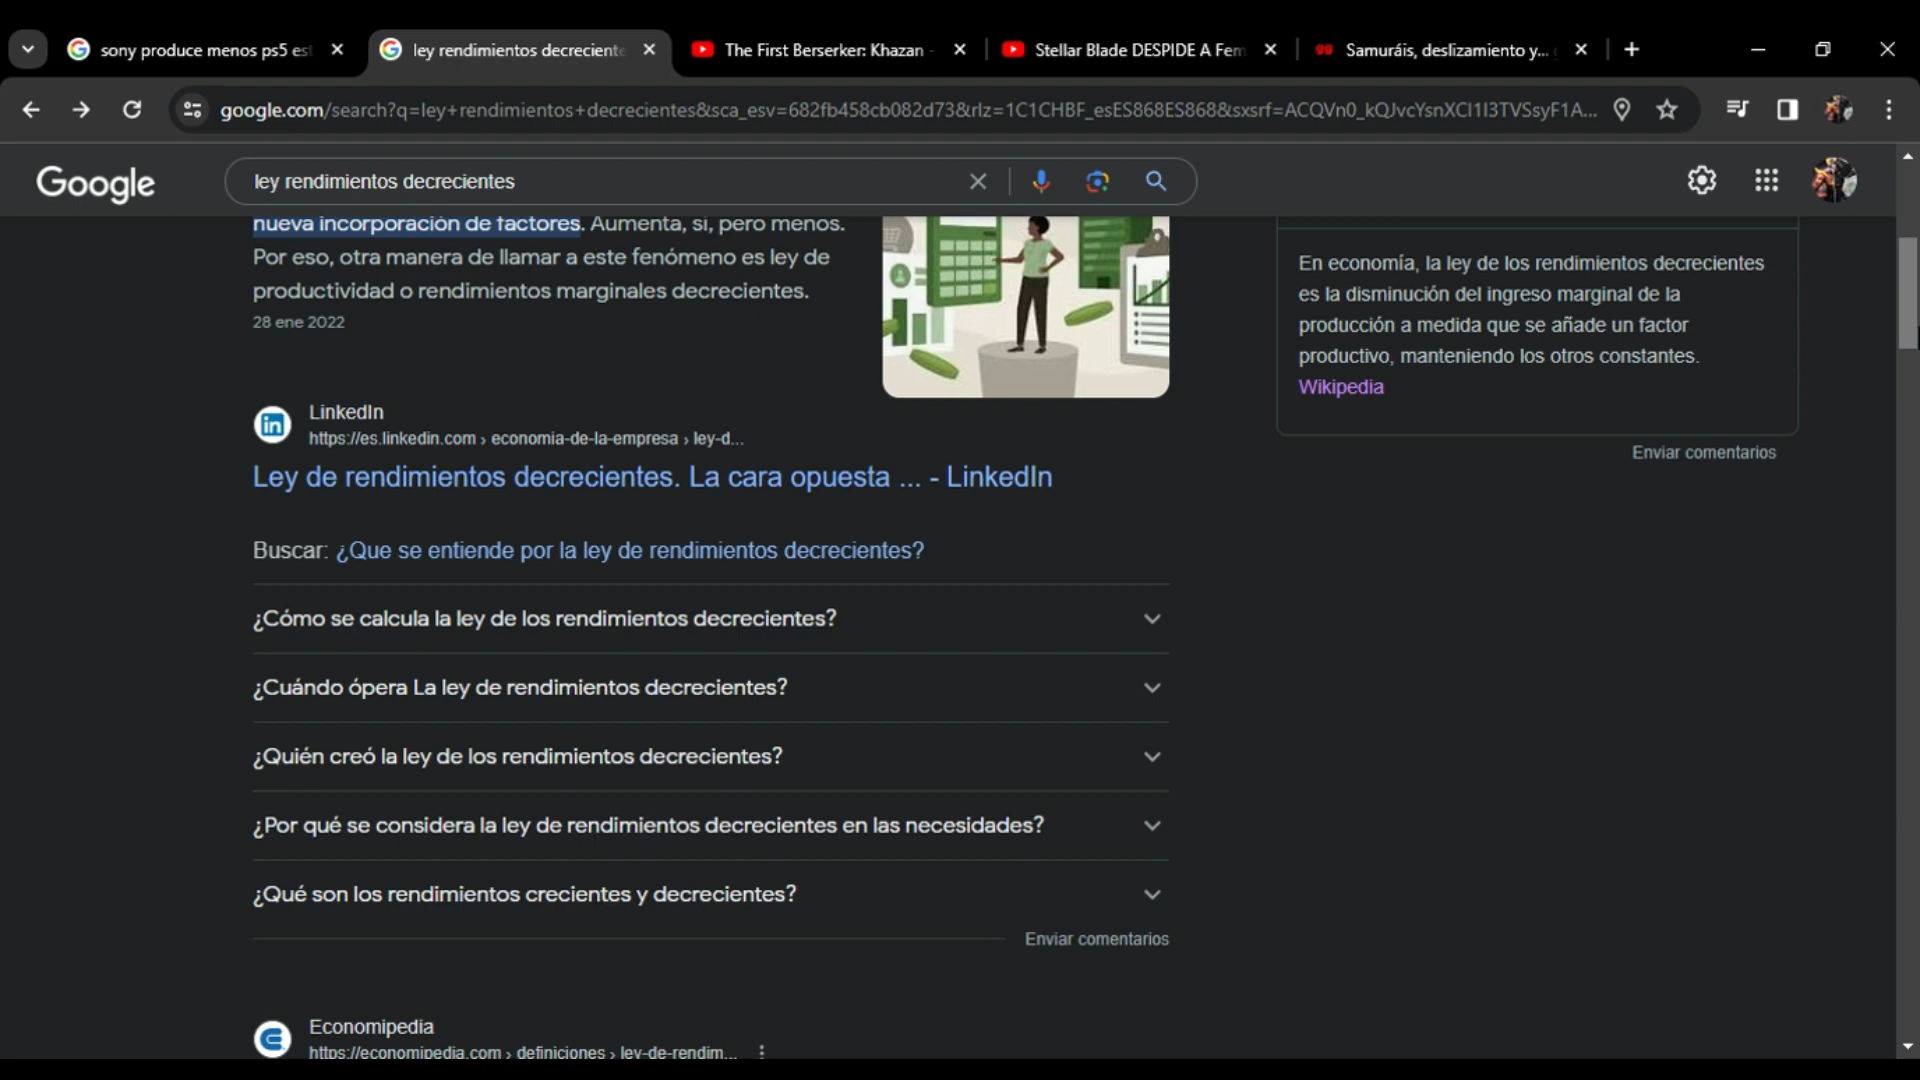 sony produce menos ps5 est
ley rendimientos decreciente
The First Berserker: Khazan -
Stellar Blade DESPIDE A Fem
Samuráis, deslizamiento y...
google.com/search?q=ley+rendimientos+decrecientes&sca_esv=682fb458cb082d73&rlz=1C1CHBF_esES868ES868&sxsrf=ACQVn0_kQJvcYsnXCl1I3TVSsyF1A...
Google
ley rendimientos decrecientes
nueva incorporación de factores. Aumenta, sí, pero menos.
Por eso, otra manera de llamar a este fenómeno es ley de
productividad o rendimientos marginales decrecientes.
28 ene 2022
En economía, la ley de los rendimientos decrecientes
es la disminución del ingreso marginal de la
producción a medida que se añade un factor
productivo, manteniendo los otros constantes.
Wikipedia
Enviar comentarios
LinkedIn
https://es.linkedin.com › economia-de-la-empresa › ley-d...
Ley de rendimientos decrecientes. La cara opuesta ... - LinkedIn
Buscar: ¿Que se entiende por la ley de rendimientos decrecientes?
¿Cómo se calcula la ley de los rendimientos decrecientes?
¿Cuándo ópera La ley de rendimientos decrecientes?
¿Quién creó la ley de los rendimientos decrecientes?
¿Por qué se considera la ley de rendimientos decrecientes en las necesidades?
¿Qué son los rendimientos crecientes y decrecientes?
Enviar comentarios
Economipedia
https://economipedia.com › definiciones › ley-de-rendim...